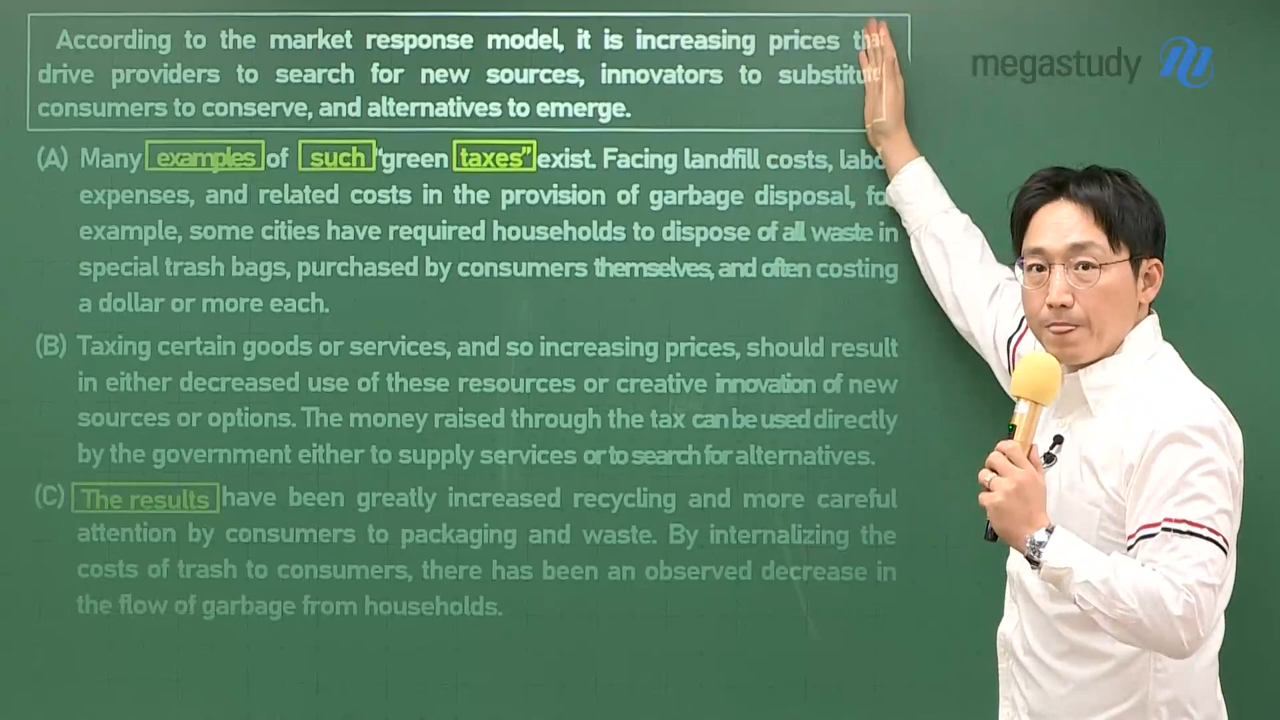 According to the market response model, it is increasing prices
drive providers to search for new sources, innovators to
consumers to conserve, and alternatives to emerge.
megastudy
(A) Many examples of such "green taxes" exist. Facing landfill costs,
expenses, and related costs in the provision of garbage disposal,
example, some cities have required households to dispose of all waste in
special trash bags, purchased by consumers themselves, and often costing
a dollar or more each.
(B) Taxing certain goods or services, and so increasing prices, should result
in either decreased use of these resources or creative innovation of new
sources or options. The money raised through the tax can be used directly
by the government either to supply services or to search for alternatives.
(C) The results have been greatly increased recycling and more careful
attention by consumers to packaging and waste. By internalizing the
costs of trash to consumers, there has been an observed decrease in
the flow of garbage from households.